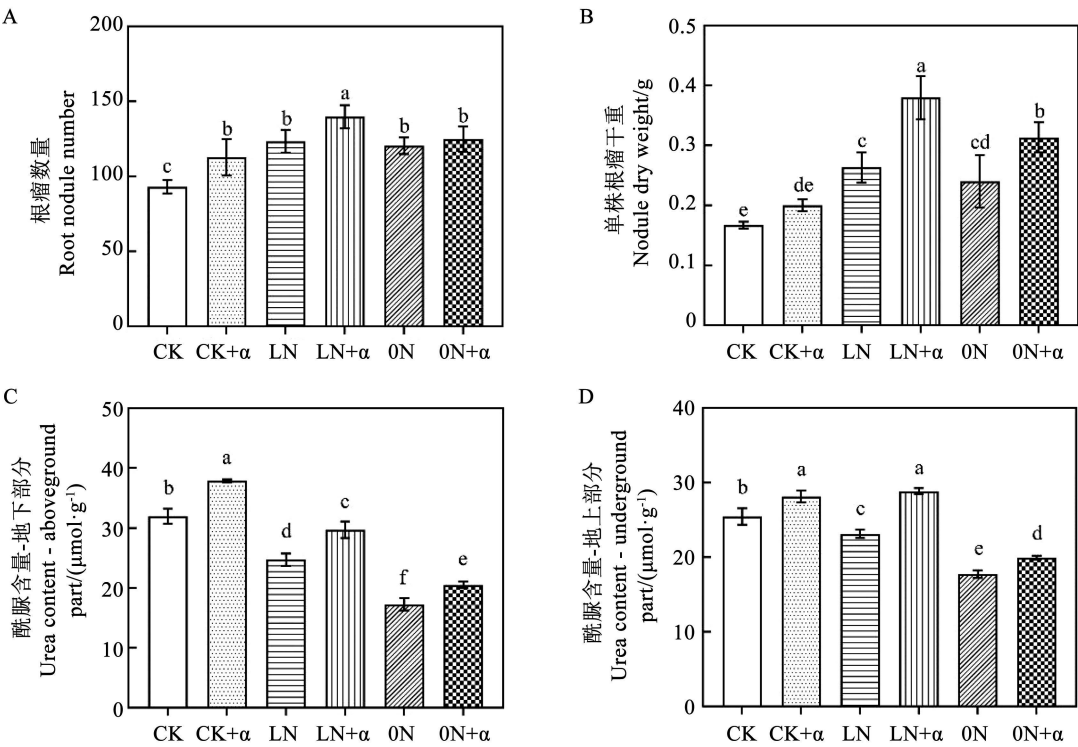 A
根瘤数量
Root nodule number
200
150
100
50
0
c
b
b
a
b
b
CK
CK+α
LN
LN+α
0N
0N+α
B
单株根瘤干重
Nodule dry weight/g
0.5
0.4
0.3
0.2
0.1
0
e
de
c
a
cd
b
CK
CK+α
LN
LN+α
0N
0N+α
C
酰脲含量-地下部分
Urea content - aboveground
part/(μmol·g⁻¹)
50
40
30
20
10
0
b
a
d
c
f
e
CK
CK+α
LN
LN+α
0N
0N+α
D
酰脲含量-地上部分
Urea content - underground
part/(μmol·g⁻¹)
40
30
20
10
0
b
a
c
a
e
d
CK
CK+α
LN
LN+α
0N
0N+α